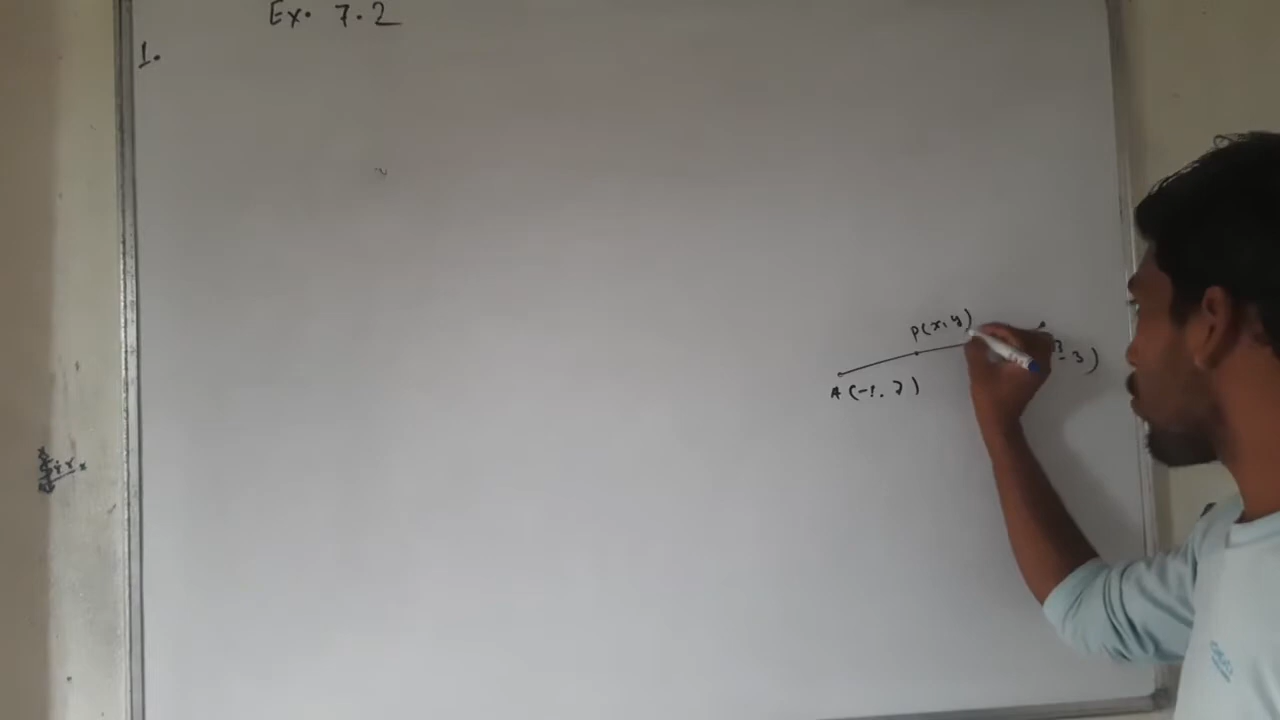 Ex. 7.2
1.
P(x, y)
A(-1, 7)
-3)